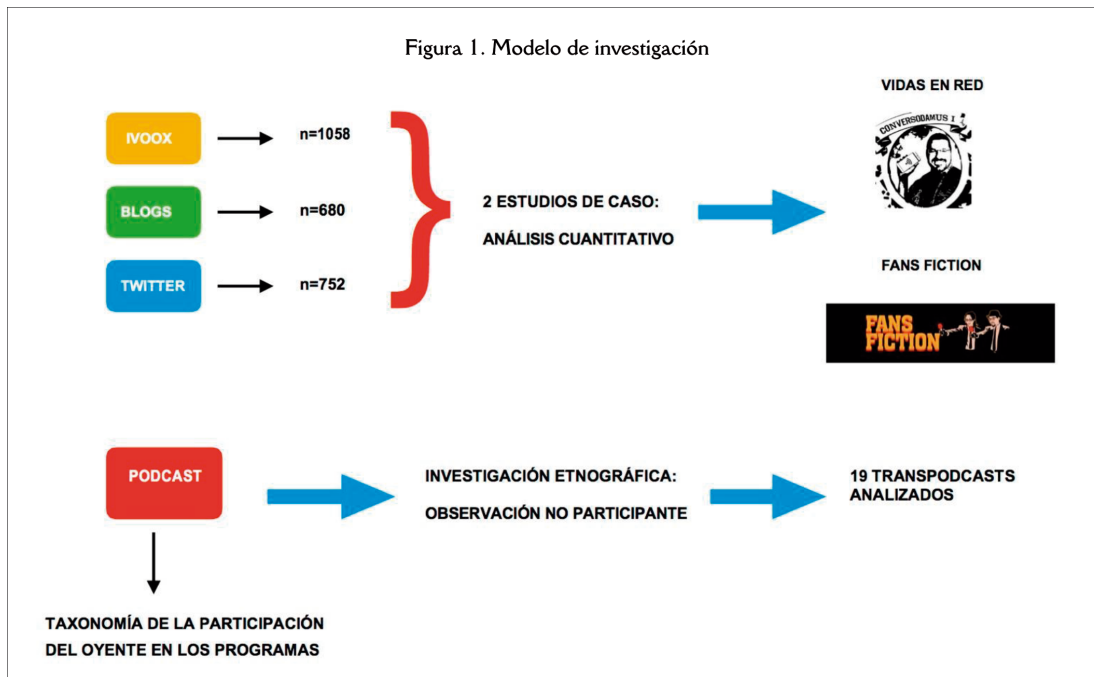 Figura 1. Modelo de investigación
IVOOX
n=1058
BLOGS
n=680
TWITTER
n=752
2 ESTUDIOS DE CASO:
ANÁLISIS CUANTITATIVO
VIDAS EN RED
CONVERSODAMUS I
FANS FICTION
FANS
FICTION
PODCAST
INVESTIGACIÓN ETNOGRÁFICA:
OBSERVACIÓN NO PARTICIPANTE
19 TRANSPODCASTS
ANALIZADOS
TAXONOMÍA DE LA PARTICIPACIÓN
DEL OYENTE EN LOS PROGRAMAS